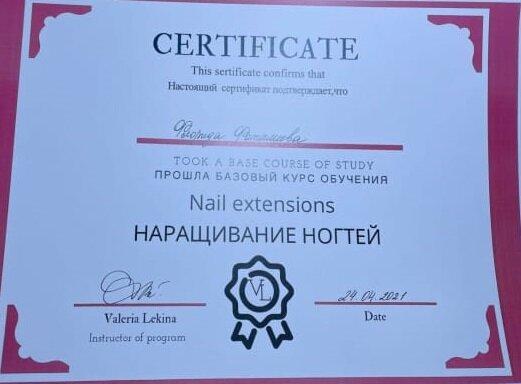 CERTIFICATE
This sertificate confirms that
Настоящий сертификат подтверждает,что
TOOK A BASE COURSE OF STUDY
ПРОШЛА БАЗОВЫЙ КУРС ОБУЧЕНИЯ
Nail extensions
НАРАЩИВАНИЕ НОГТЕЙ
VL
24.04.2021
Valeria Lekina
Date
Instructor of program